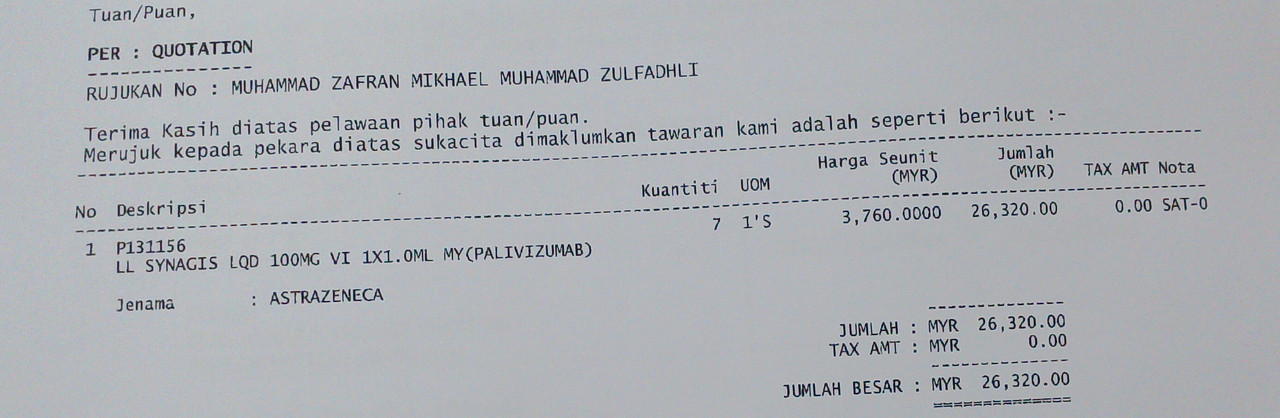 Tuan/Puan,
PER : QUOTATION
RUJUKAN No : MUHAMMAD ZAFRAN MIKHAEL MUHAMMAD ZULFADHLI
Terima Kasih diatas pelawaan pihak tuan/puan.
Merujuk kepada pekara diatas sukacita dimaklumkan tawaran kami adalah seperti berikut :-
No Deskripsi Kuantiti UOM Harga Seunit (MYR) Jumlah (MYR) TAX AMT Nota
1 P131156 7 1'S 3,760.0000 26,320.00 0.00 SAT-0
LL SYNAGIS LQD 100MG VI 1X1.0ML MY(PALIVIZUMAB)
Jenama : ASTRAZENECA
JUMLAH : MYR 26,320.00
TAX AMT : MYR 0.00
JUMLAH BESAR : MYR 26,320.00